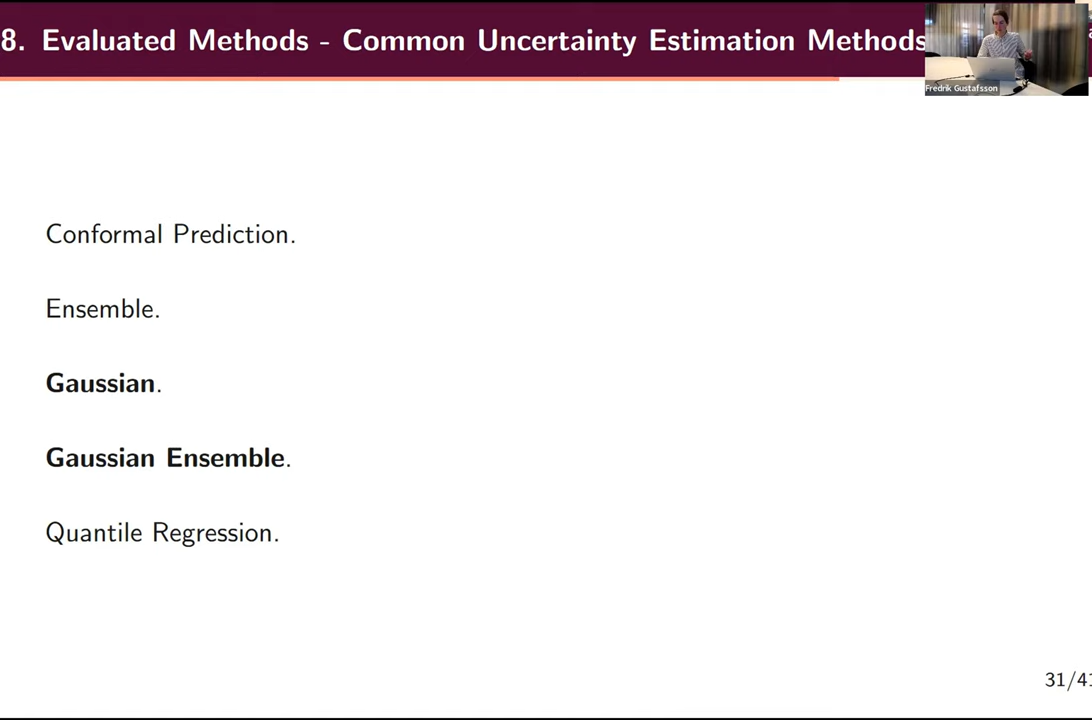 8. Evaluated Methods - Common Uncertainty Estimation Methods
Fredrik Gustafsson
Conformal Prediction.
Ensemble.
Gaussian.
Gaussian Ensemble.
Quantile Regression.
31/41